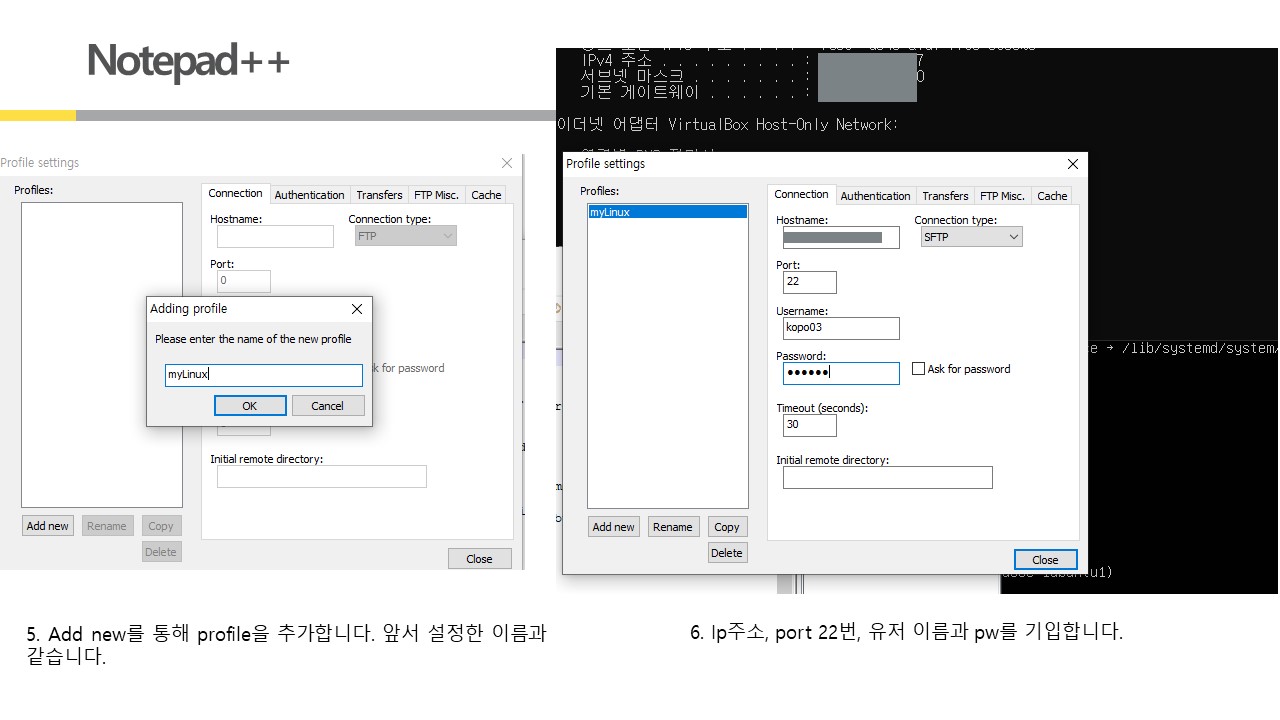 Notepad++
Profile settings
Profiles:
Connection
Authentication
Transfers
FTP Misc.
Cache
Hostname:
Connection type:
FTP
Port:
0
Adding profile
Please enter the name of the new profile
myLinux
OK
Cancel
k for password
Initial remote directory:
Add new
Rename
Copy
Delete
Close
IPv4 주소 . . . . . . . . . : 7
서브넷 마스크 . . . . . . . : 0
기본 게이트웨이 . . . . . . :
이더넷 어댑터 VirtualBox Host-Only Network:
Profile settings
Profiles:
myLinux
Connection
Authentication
Transfers
FTP Misc.
Cache
Hostname:
Connection type:
SFTP
Port:
22
Username:
kopo03
Password:
●●●●●●
Ask for password
Timeout (seconds):
30
Initial remote directory:
Add new
Rename
Copy
Delete
Close
e → /lib/systemd/system/
5. Add new를 통해 profile을 추가합니다. 앞서 설정한 이름과
같습니다.
6. Ip주소, port 22번, 유저 이름과 pw를 기입합니다.